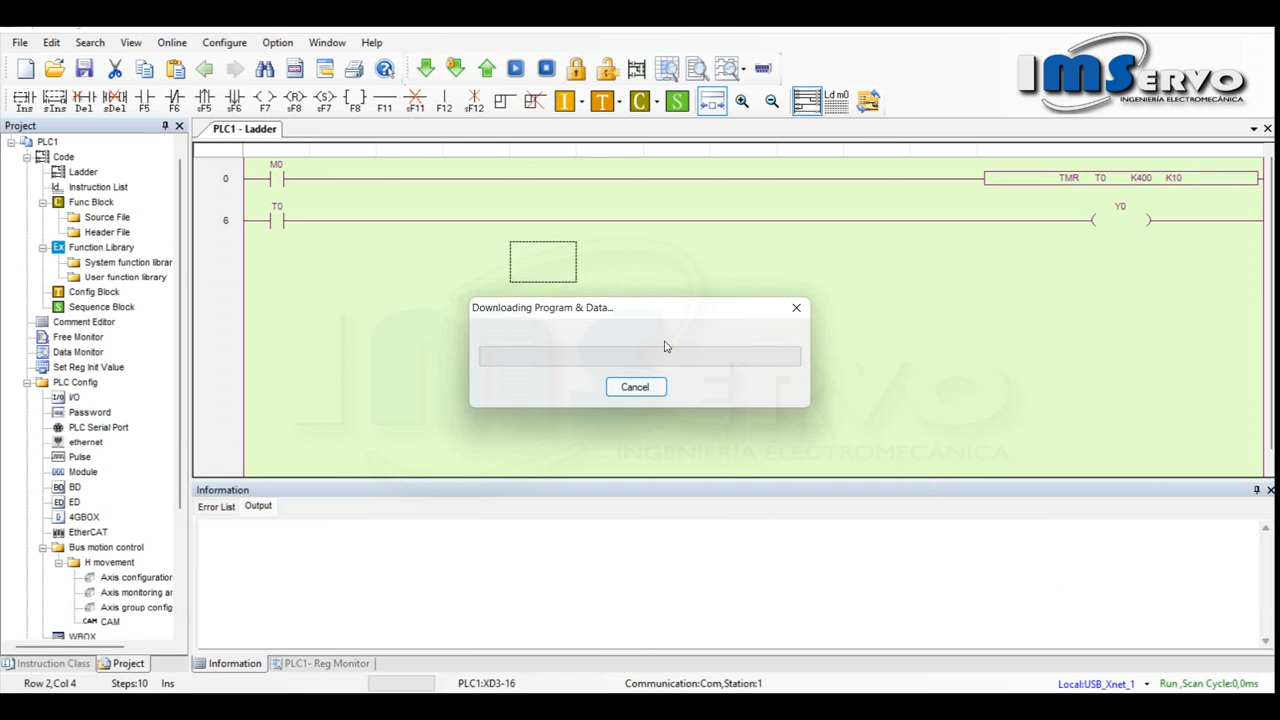 File Edit Search View Online Configure Option Window Help
IMSERVO
INGENIERÍA ELECTROMECÁNICA
Ins sIns Del sDel F5 F6 sF5 sF6 F7 sF8 sF7 F8 F11 sF11 F12 sF12 I T C S Ld m0
Project
PLC1 - Ladder
PLC1
Code
Ladder
Instruction List
Func Block
Source File
Header File
Function Library
System function librar
User function library
Config Block
Sequence Block
Comment Editor
Free Monitor
Data Monitor
Set Reg Init Value
PLC Config
I/O
Password
PLC Serial Port
ethernet
Pulse
Module
BD
ED
4GBOX
EtherCAT
Bus motion control
H movement
Axis configuration
Axis monitoring ar
Axis group config
CAM
WBOX
M0
0 TMR T0 K400 K10
T0 Y0
6
Downloading Program & Data...
Cancel
INGENIERÍA ELECTROMECÁNICA
Information
Error List Output
Instruction Class Project Information PLC1- Reg Monitor
Row 2,Col 4 Steps:10 Ins PLC1:XD3-16 Communication:Com,Station:1 Local:USB_Xnet_1 Run ,Scan Cycle:0,0ms